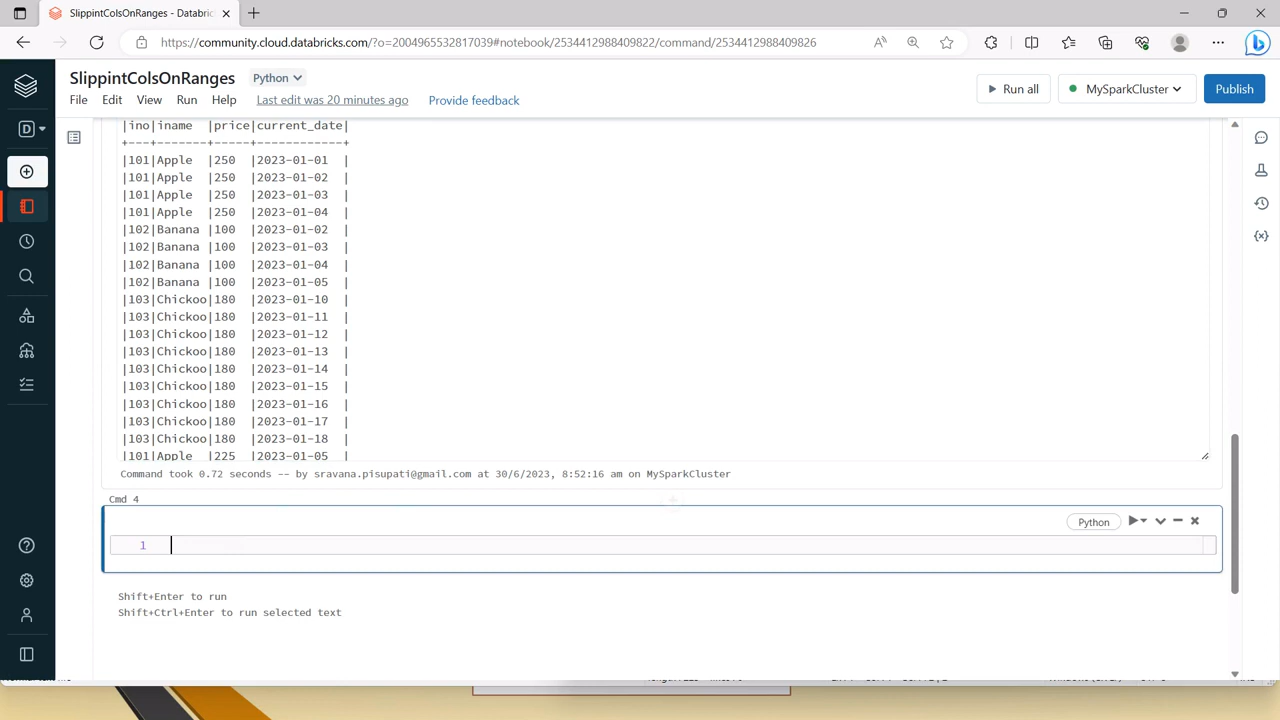 SlippintColsOnRanges - Databric
https://community.cloud.databricks.com/?o=2004965532817039#notebook/2534412988409822/command/2534412988409826
SlippintColsOnRanges Python
File Edit View Run Help Last edit was 20 minutes ago Provide feedback
Run all MySparkCluster Publish
D
|ino|iname  |price|current_date|
+---+-------+-----+------------+
|101|Apple  |250  |2023-01-01  |
|101|Apple  |250  |2023-01-02  |
|101|Apple  |250  |2023-01-03  |
|101|Apple  |250  |2023-01-04  |
|102|Banana |100  |2023-01-02  |
|102|Banana |100  |2023-01-03  |
|102|Banana |100  |2023-01-04  |
|102|Banana |100  |2023-01-05  |
|103|Chickoo|180  |2023-01-10  |
|103|Chickoo|180  |2023-01-11  |
|103|Chickoo|180  |2023-01-12  |
|103|Chickoo|180  |2023-01-13  |
|103|Chickoo|180  |2023-01-14  |
|103|Chickoo|180  |2023-01-15  |
|103|Chickoo|180  |2023-01-16  |
|103|Chickoo|180  |2023-01-17  |
|103|Chickoo|180  |2023-01-18  |
|101|Apple  |225  |2023-01-05  |
Command took 0.72 seconds -- by sravana.pisupati@gmail.com at 30/6/2023, 8:52:16 am on MySparkCluster
Cmd 4
Python
1
Shift+Enter to run
Shift+Ctrl+Enter to run selected text